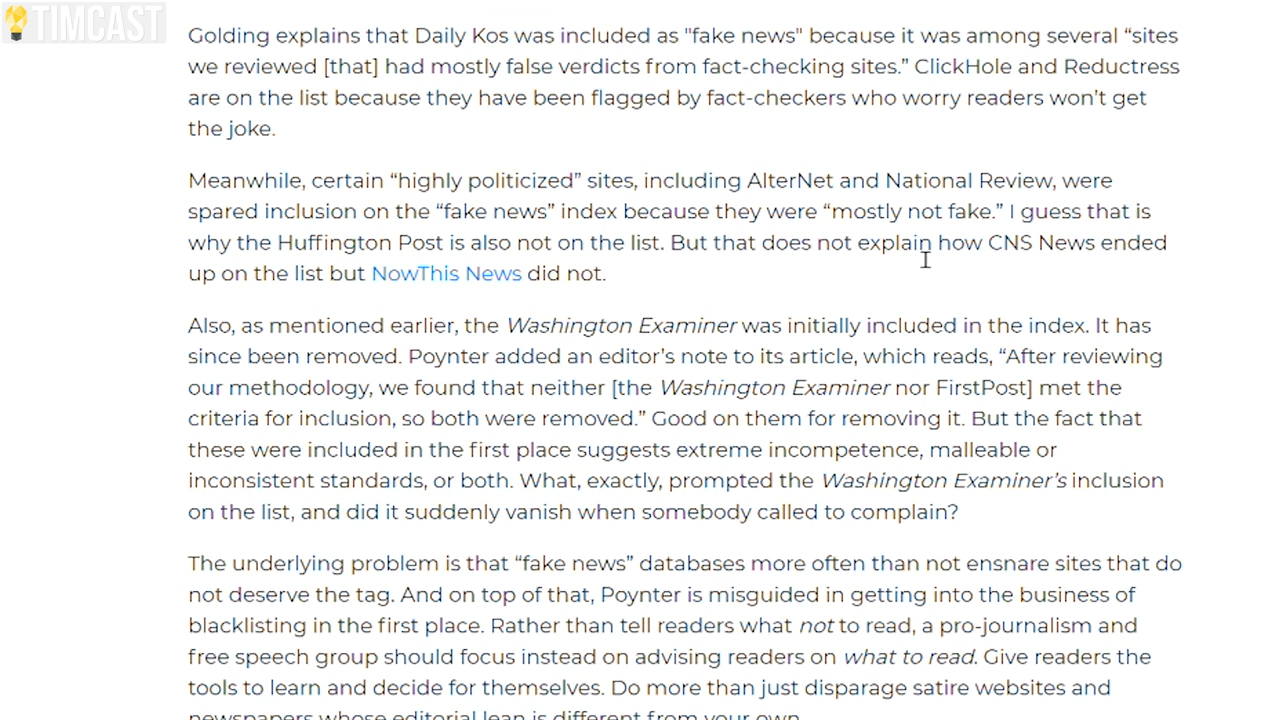 TIMCAST
Golding explains that Daily Kos was included as "fake news" because it was among several “sites
we reviewed [that] had mostly false verdicts from fact-checking sites.” ClickHole and Reductress
are on the list because they have been flagged by fact-checkers who worry readers won’t get
the joke.
Meanwhile, certain “highly politicized” sites, including AlterNet and National Review, were
spared inclusion on the “fake news” index because they were “mostly not fake.” I guess that is
why the Huffington Post is also not on the list. But that does not explain how CNS News ended
up on the list but NowThis News did not.
Also, as mentioned earlier, the Washington Examiner was initially included in the index. It has
since been removed. Poynter added an editor’s note to its article, which reads, “After reviewing
our methodology, we found that neither [the Washington Examiner nor FirstPost] met the
criteria for inclusion, so both were removed.” Good on them for removing it. But the fact that
these were included in the first place suggests extreme incompetence, malleable or
inconsistent standards, or both. What, exactly, prompted the Washington Examiner’s inclusion
on the list, and did it suddenly vanish when somebody called to complain?
The underlying problem is that “fake news” databases more often than not ensnare sites that do
not deserve the tag. And on top of that, Poynter is misguided in getting into the business of
blacklisting in the first place. Rather than tell readers what not to read, a pro-journalism and
free speech group should focus instead on advising readers on what to read. Give readers the
tools to learn and decide for themselves. Do more than just disparage satire websites and
newspapers whose editorial lean is different from your own.